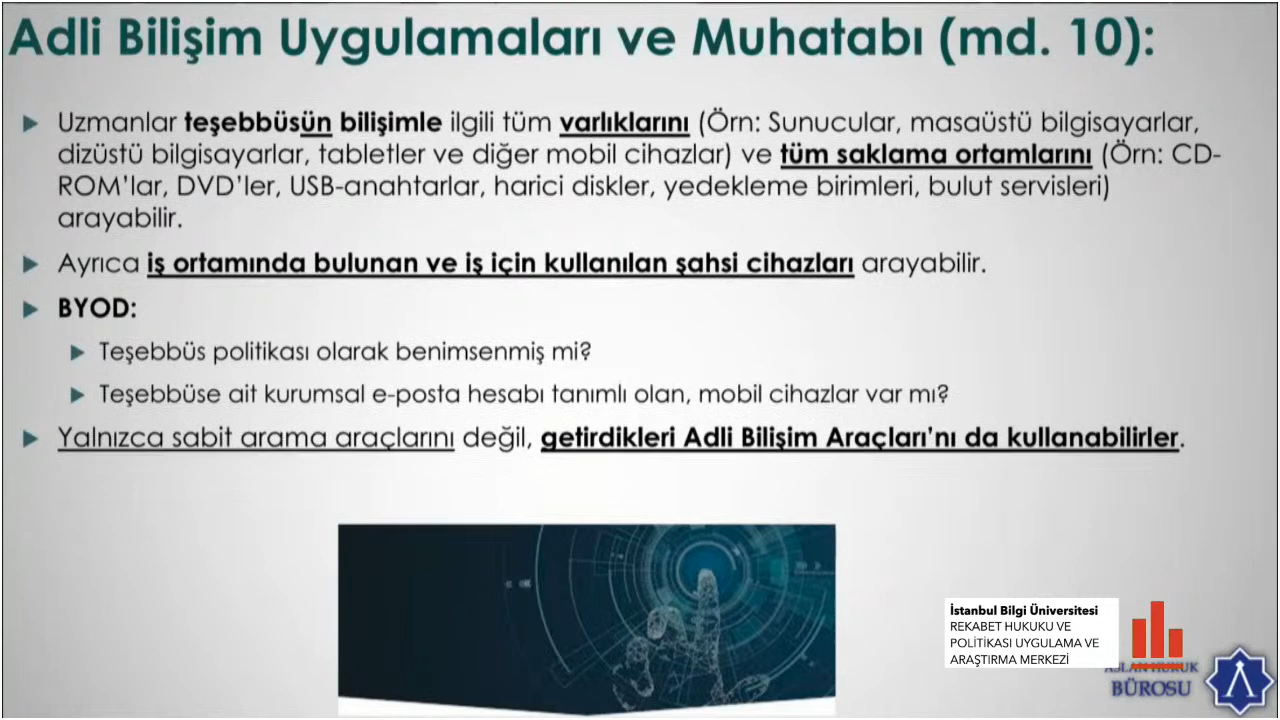 Adli Bilişim Uygulamaları ve Muhatabı (md. 10):
Uzmanlar teşebbüsün bilişimle ilgili tüm varlıklarını (Örn: Sunucular, masaüstü bilgisayarlar,
dizüstü bilgisayarlar, tabletler ve diğer mobil cihazlar) ve tüm saklama ortamlarını (Örn: CD-
ROM’lar, DVD’ler, USB-anahtarlar, harici diskler, yedekleme birimleri, bulut servisleri)
arayabilir.
Ayrıca iş ortamında bulunan ve iş için kullanılan şahsi cihazları arayabilir.
BYOD:
Teşebbüs politikası olarak benimsenmiş mi?
Teşebbüse ait kurumsal e-posta hesabı tanımlı olan, mobil cihazlar var mı?
Yalnızca sabit arama araçlarını değil, getirdikleri Adli Bilişim Araçları’nı da kullanabilirler.
İstanbul Bilgi Üniversitesi
REKABET HUKUKU VE
POLİTİKASI UYGULAMA VE
ARAŞTIRMA MERKEZİ
ASLAN HUKUK
BÜROSU